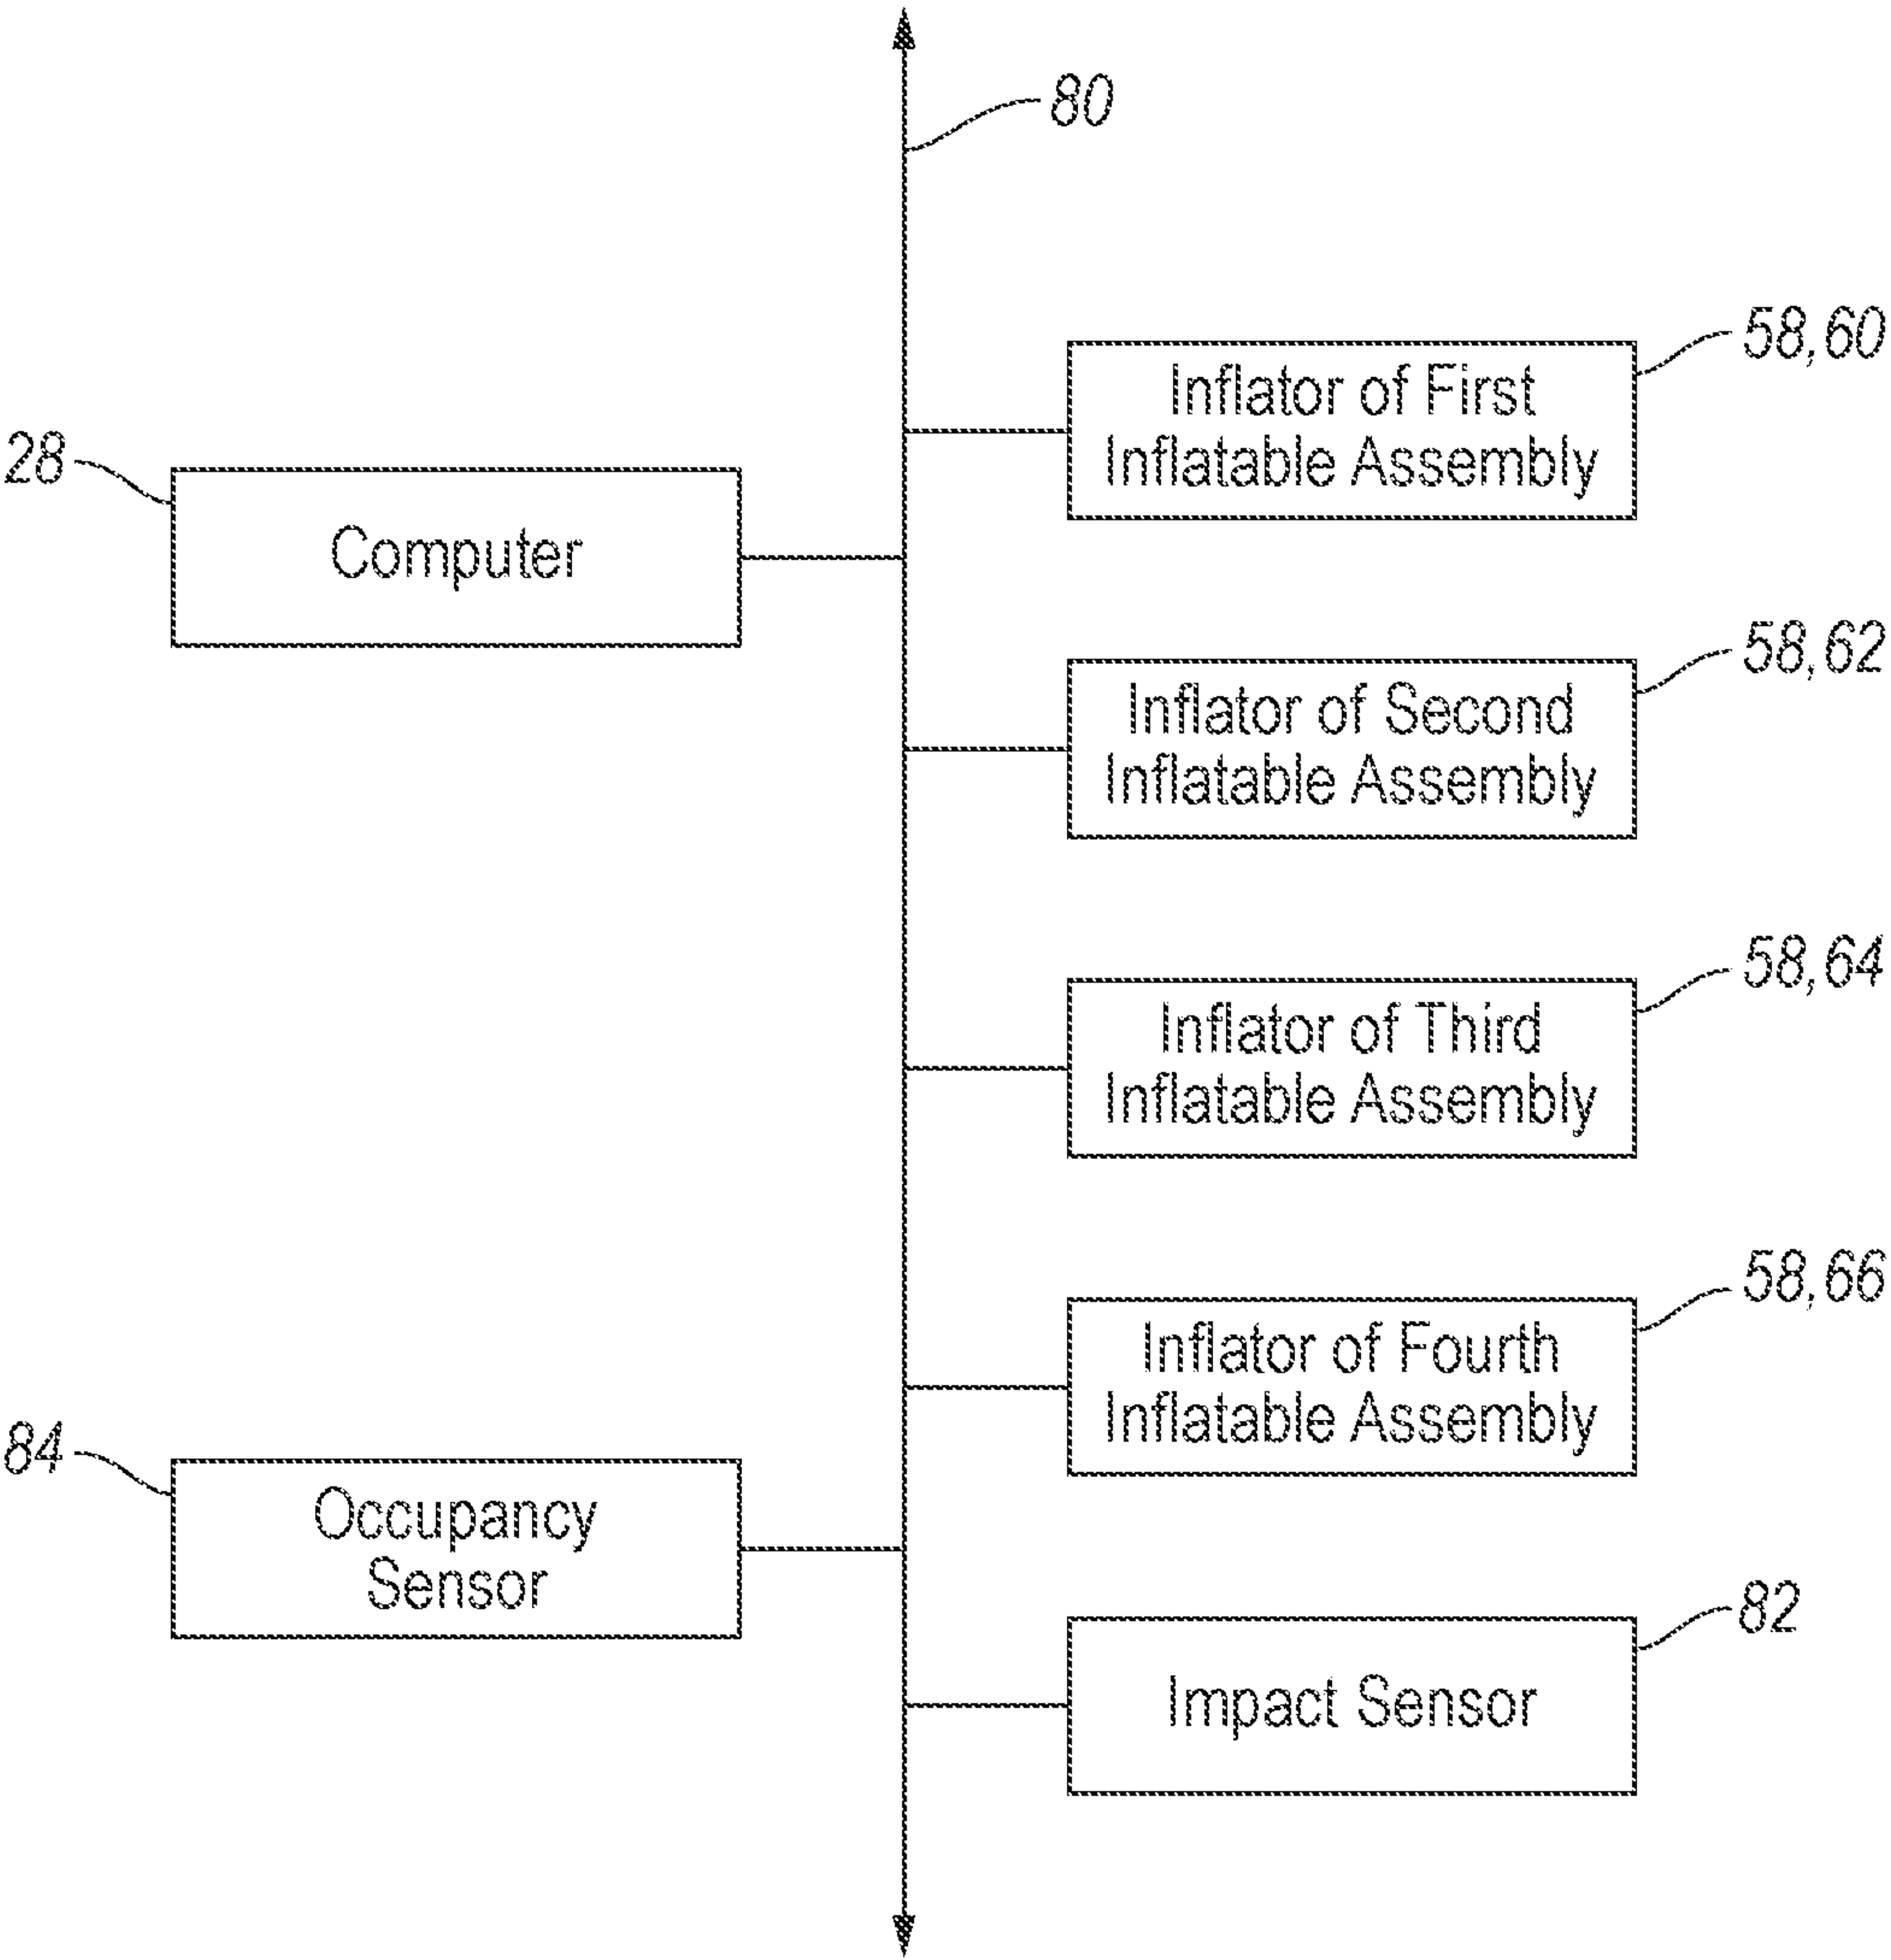 80
58,60
Inflator of First
Inflatable Assembly
28
Computer
58,62
Inflator of Second
Inflatable Assembly
58,64
Inflator of Third
Inflatable Assembly
58,66
Inflator of Fourth
Inflatable Assembly
84
Occupancy
Sensor
82
Impact Sensor